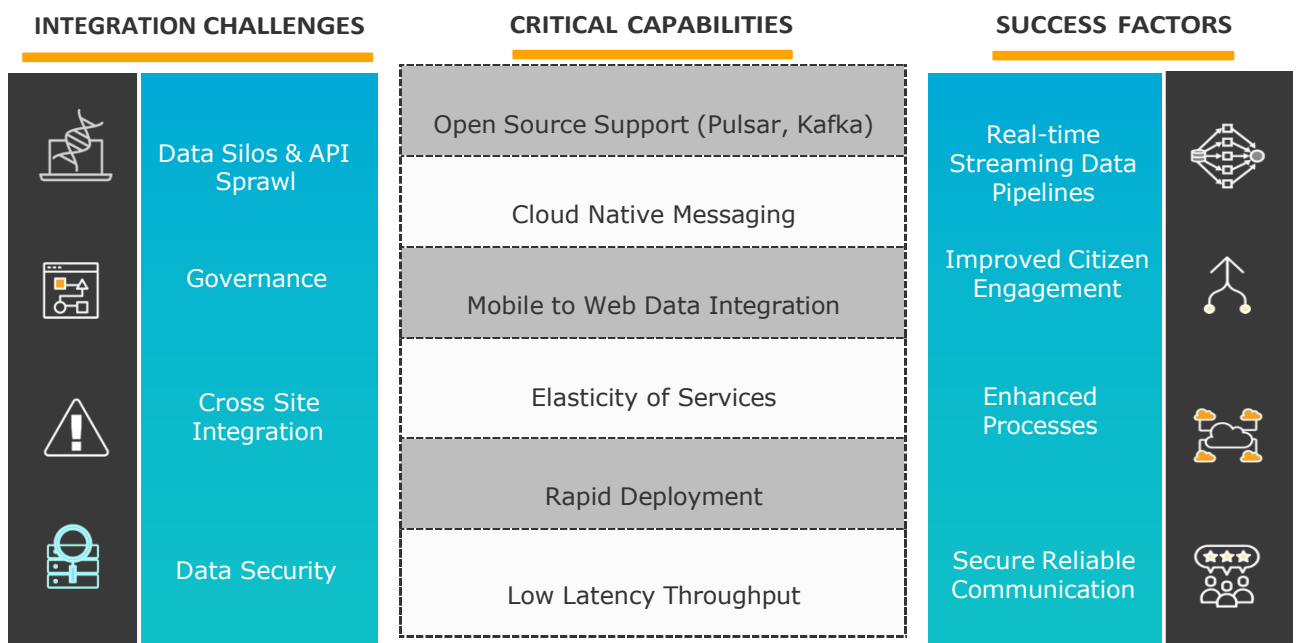 INTEGRATION CHALLENGES
Data Silos & API
Sprawl
Governance
Cross Site
Integration
Data Security
CRITICAL CAPABILITIES
Open Source Support (Pulsar, Kafka)
Cloud Native Messaging
Mobile to Web Data Integration
Elasticity of Services
Rapid Deployment
Low Latency Throughput
SUCCESS FACTORS
Real-time
Streaming Data
Pipelines
Improved Citizen
Engagement
Enhanced
Processes
Secure Reliable
Communication